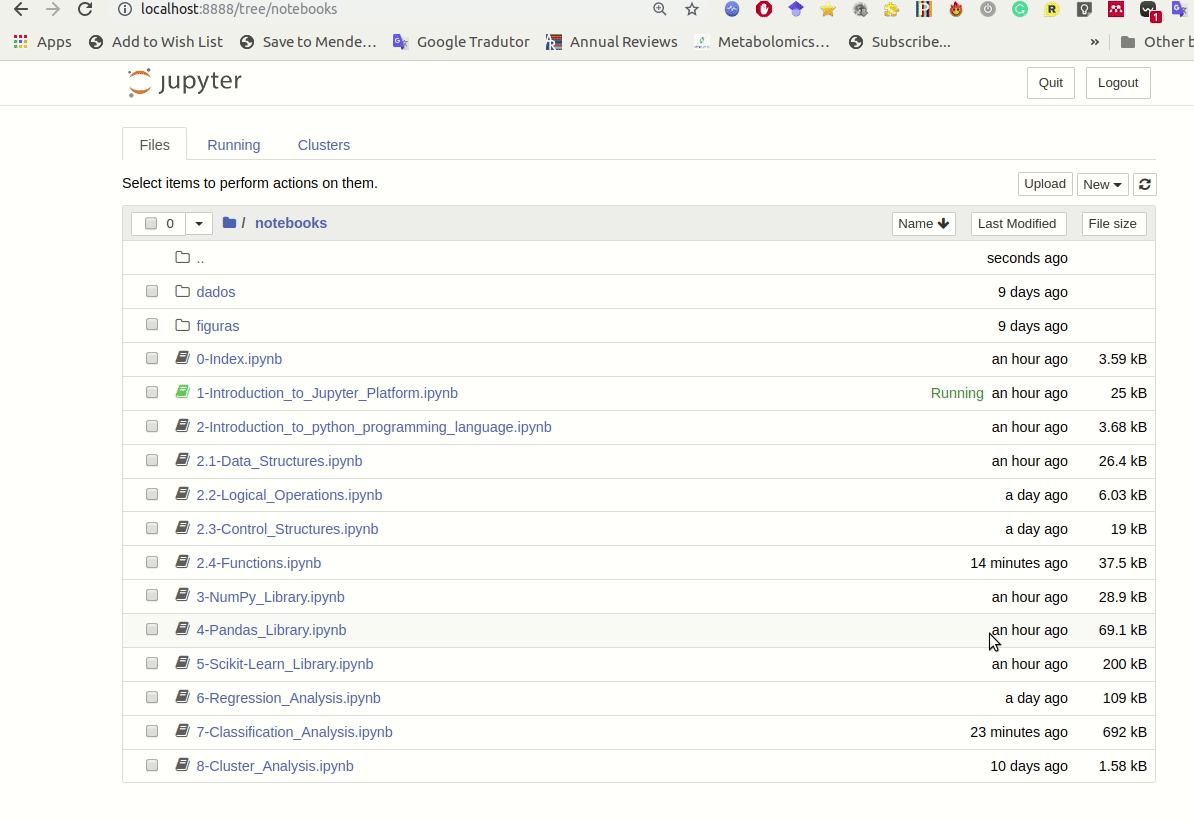 localhost:8888/tree/notebooks
1
Apps Add to Wish List Save to Mende... Google Tradutor Annual Reviews Metabolomics... Subscribe... » Other b
jupyter Quit Logout
Files Running Clusters
Select items to perform actions on them. Upload New
0 / notebooks Name Last Modified File size
.. seconds ago
dados 9 days ago
figuras 9 days ago
0-Index.ipynb an hour ago 3.59 kB
1-Introduction_to_Jupyter_Platform.ipynb Running an hour ago 25 kB
2-Introduction_to_python_programming_language.ipynb an hour ago 3.68 kB
2.1-Data_Structures.ipynb an hour ago 26.4 kB
2.2-Logical_Operations.ipynb a day ago 6.03 kB
2.3-Control_Structures.ipynb a day ago 19 kB
2.4-Functions.ipynb 14 minutes ago 37.5 kB
3-NumPy_Library.ipynb an hour ago 28.9 kB
4-Pandas_Library.ipynb an hour ago 69.1 kB
5-Scikit-Learn_Library.ipynb an hour ago 200 kB
6-Regression_Analysis.ipynb a day ago 109 kB
7-Classification_Analysis.ipynb 23 minutes ago 692 kB
8-Cluster_Analysis.ipynb 10 days ago 1.58 kB